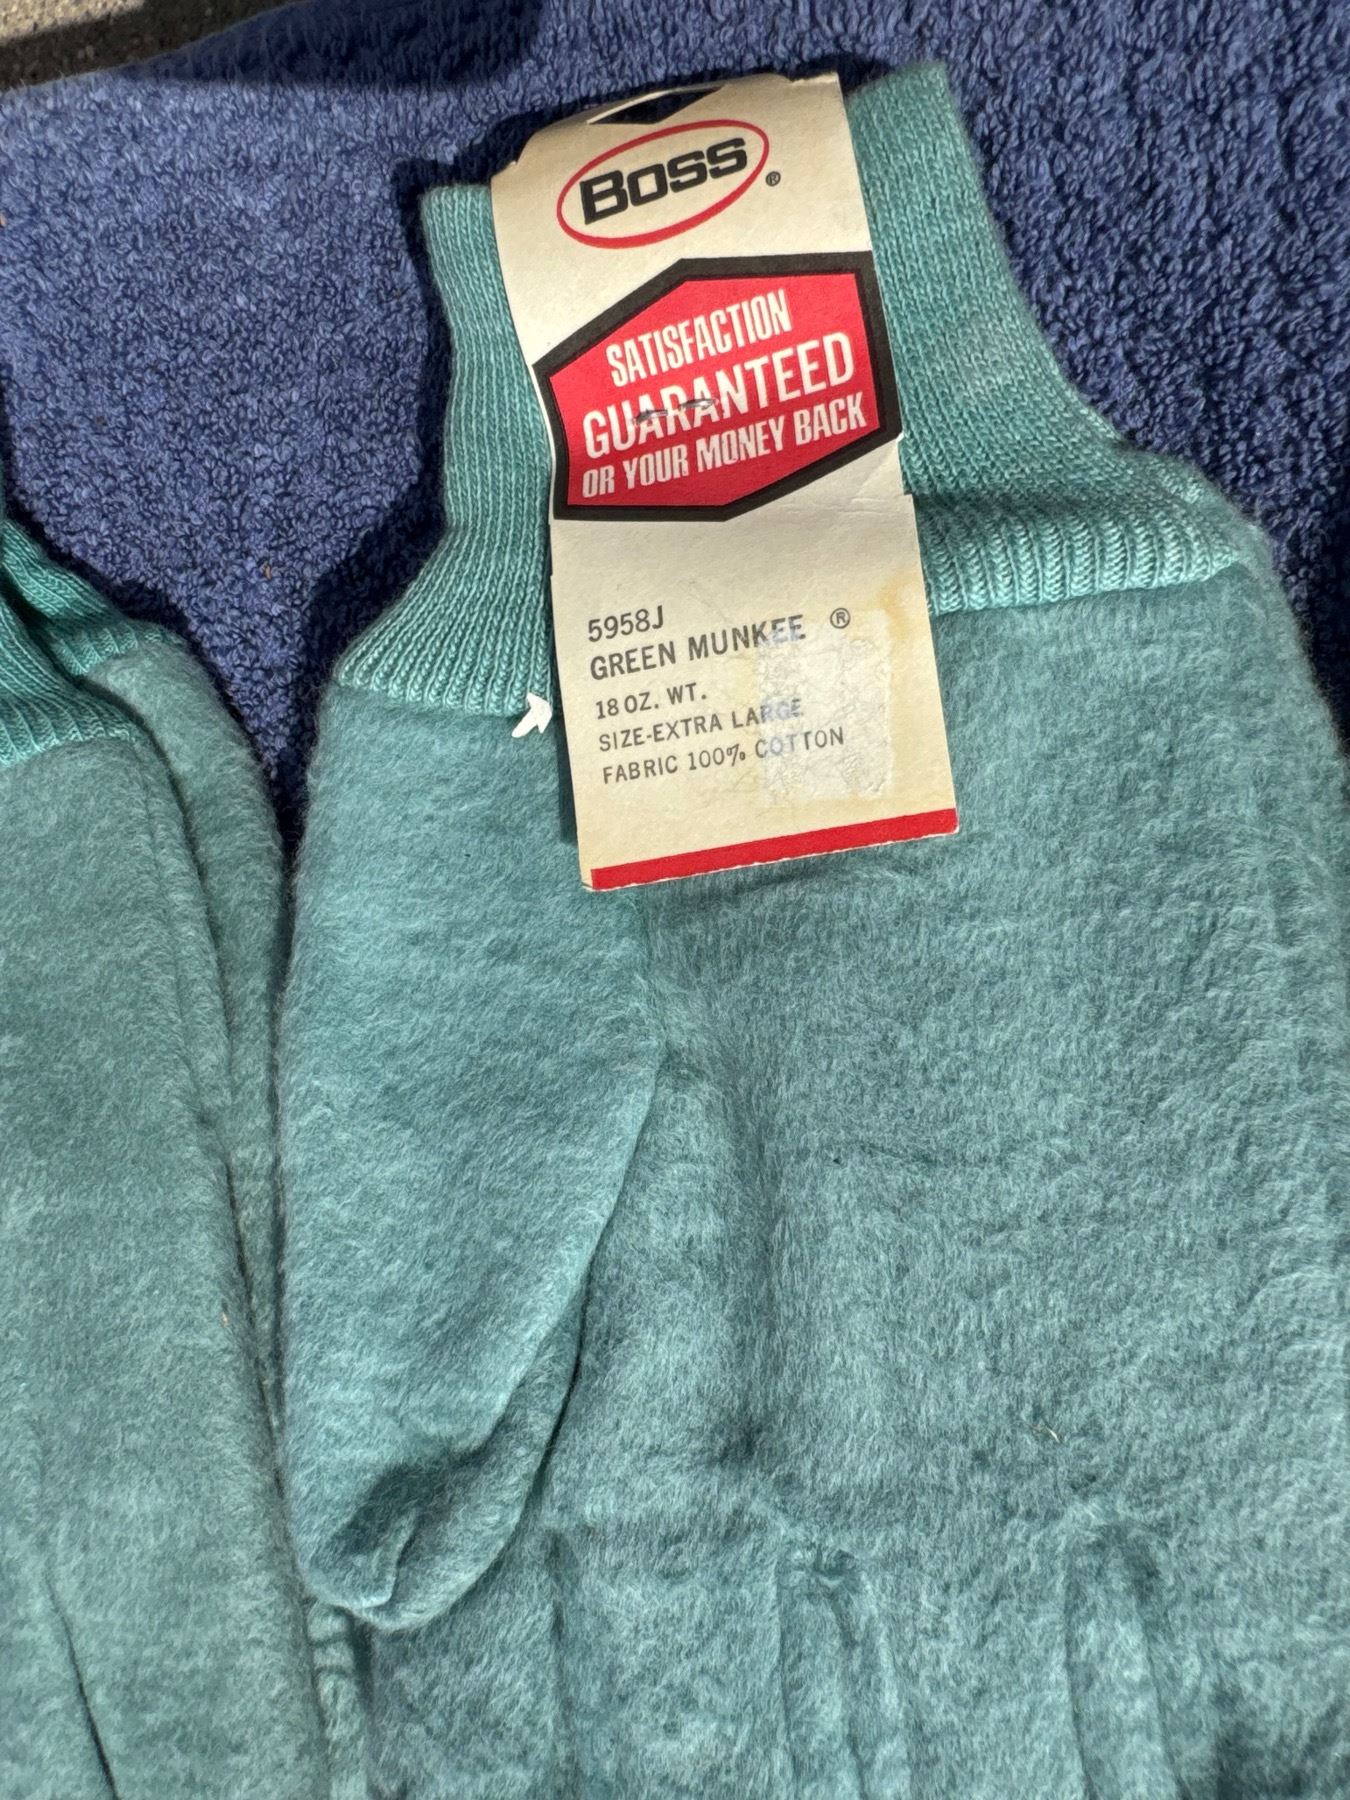 BOSS ®
SATISFACTION
GUARANTEED
OR YOUR MONEY BACK
5958J
GREEN MUNKEE ®
18 OZ. WT.
SIZE-EXTRA LARGE
FABRIC 100% COTTON